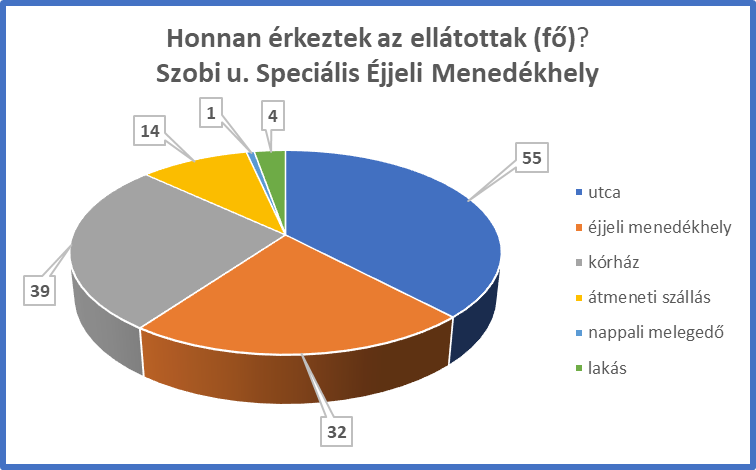 Honnan érkeztek az ellátottak (fő)?
Szobi u. Speciális Éjjeli Menedékhely
1
4
14
55
39
32
utca
éjjeli menedékhely
kórház
átmeneti szállás
nappali melegedő
lakás